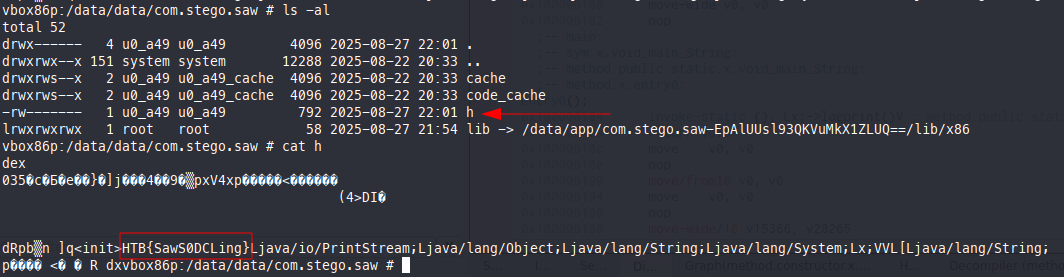 vbox86p:/data/data/com.stego.saw # ls -al
total 52
drwx------   4 u0_a49 u0_a49        4096 2025-08-27 22:01 .
drwxrwx--x 151 system system       12288 2025-08-22 20:33 ..
drwxrws--x   2 u0_a49 u0_a49_cache  4096 2025-08-22 20:33 cache
drwxrws--x   2 u0_a49 u0_a49_cache  4096 2025-08-22 20:33 code_cache
-rw-------   1 u0_a49 u0_a49         792 2025-08-27 22:01 h
lrwxrwxrwx   1 root   root            58 2025-08-27 21:54 lib -> /data/app/com.stego.saw-EpAlUUsl93QKVuMkX1ZLUQ==/lib/x86
vbox86p:/data/data/com.stego.saw # cat h
dex
(4>DI�
dRpb▒n ]q<init>HTB{SawS0DCLing}Ljava/io/PrintStream;Ljava/lang/Object;Ljava/lang/String;Ljava/lang/System;Lx;VVL[Ljava/lang/String;
p���� <� � R dxvbox86p:/data/data/com.stego.saw #